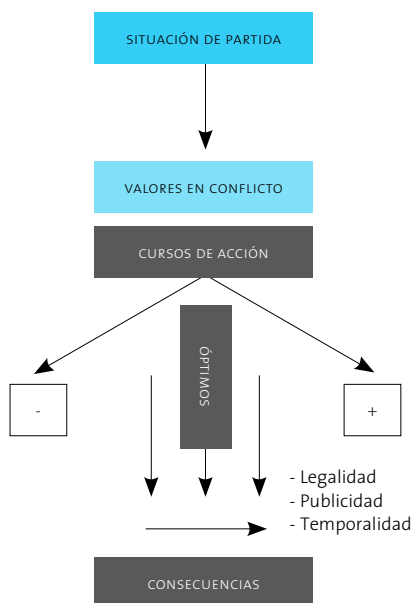 SITUACIÓN DE PARTIDA
VALORES EN CONFLICTO
CURSOS DE ACCIÓN
ÓPTIMOS
-
+
- Legalidad
- Publicidad
- Temporalidad
CONSECUENCIAS